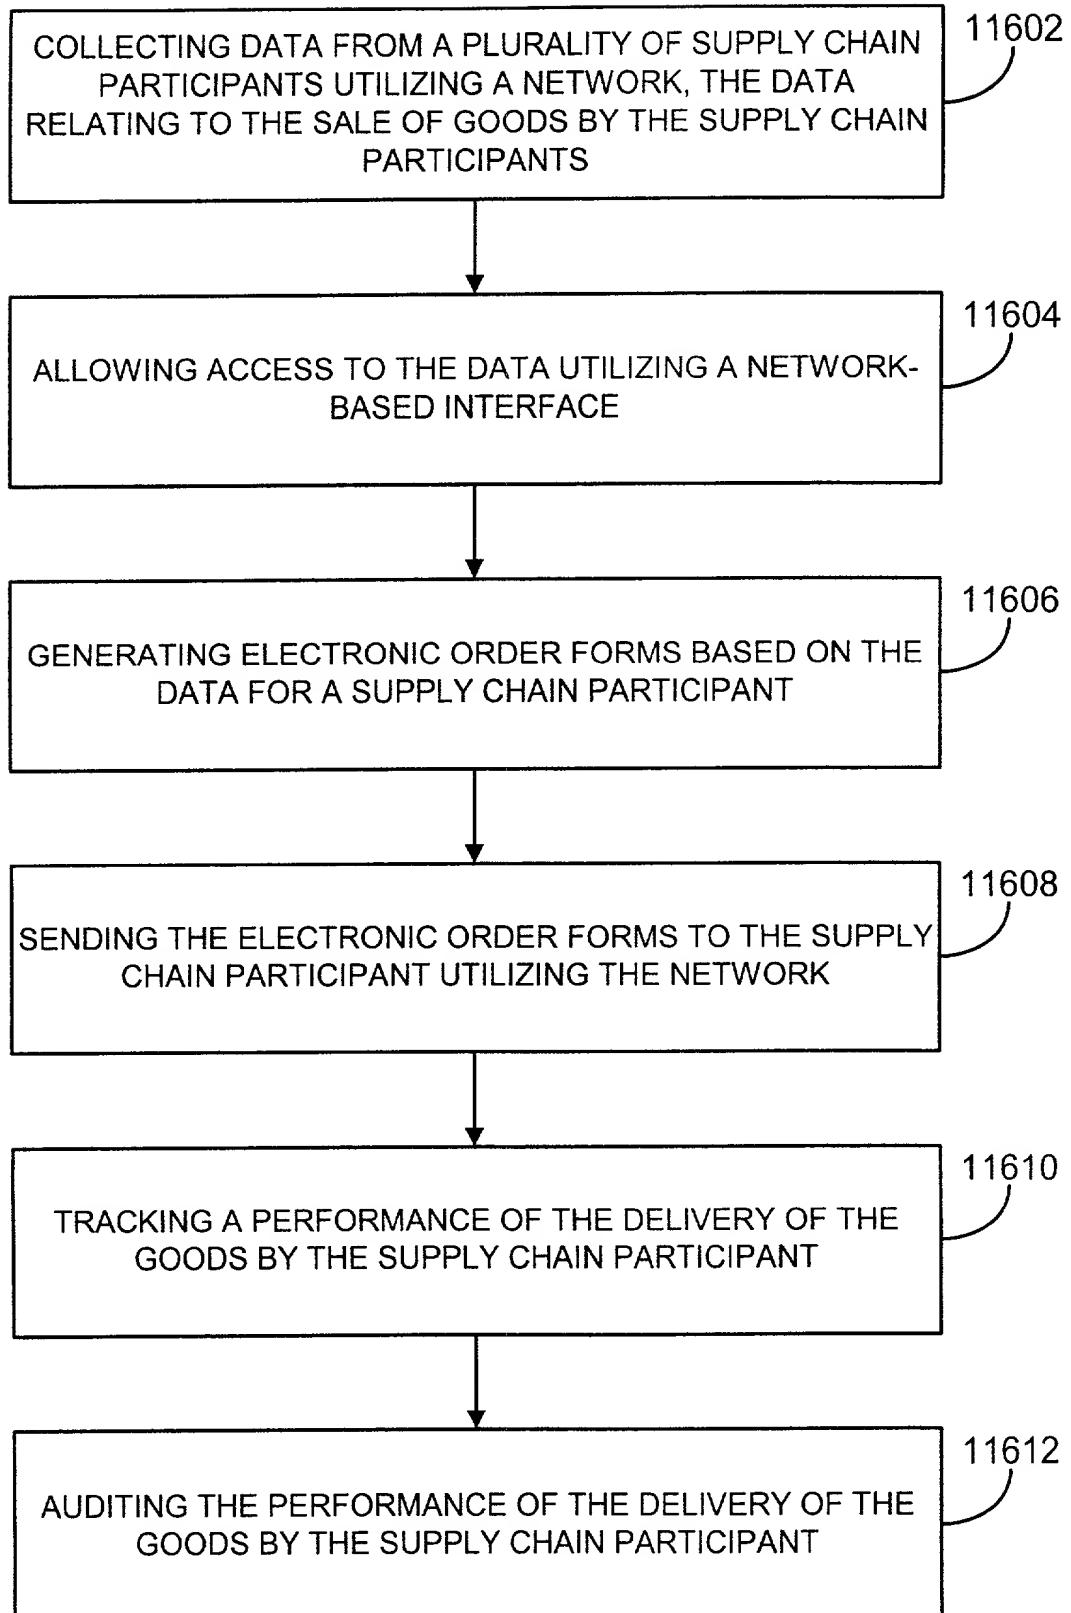 COLLECTING DATA FROM A PLURALITY OF SUPPLY CHAIN
PARTICIPANTS UTILIZING A NETWORK, THE DATA
RELATING TO THE SALE OF GOODS BY THE SUPPLY CHAIN
PARTICIPANTS
11602
ALLOWING ACCESS TO THE DATA UTILIZING A NETWORK-
BASED INTERFACE
11604
GENERATING ELECTRONIC ORDER FORMS BASED ON THE
DATA FOR A SUPPLY CHAIN PARTICIPANT
11606
SENDING THE ELECTRONIC ORDER FORMS TO THE SUPPLY
CHAIN PARTICIPANT UTILIZING THE NETWORK
11608
TRACKING A PERFORMANCE OF THE DELIVERY OF THE
GOODS BY THE SUPPLY CHAIN PARTICIPANT
11610
AUDITING THE PERFORMANCE OF THE DELIVERY OF THE
GOODS BY THE SUPPLY CHAIN PARTICIPANT
11612